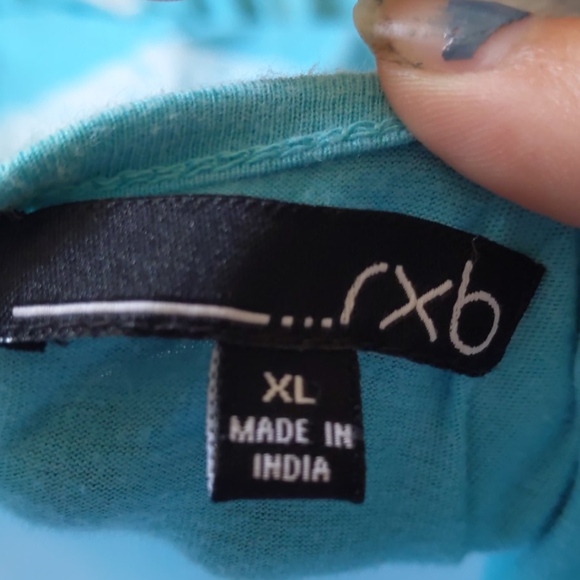 ...rxb
XL
MADE IN
INDIA